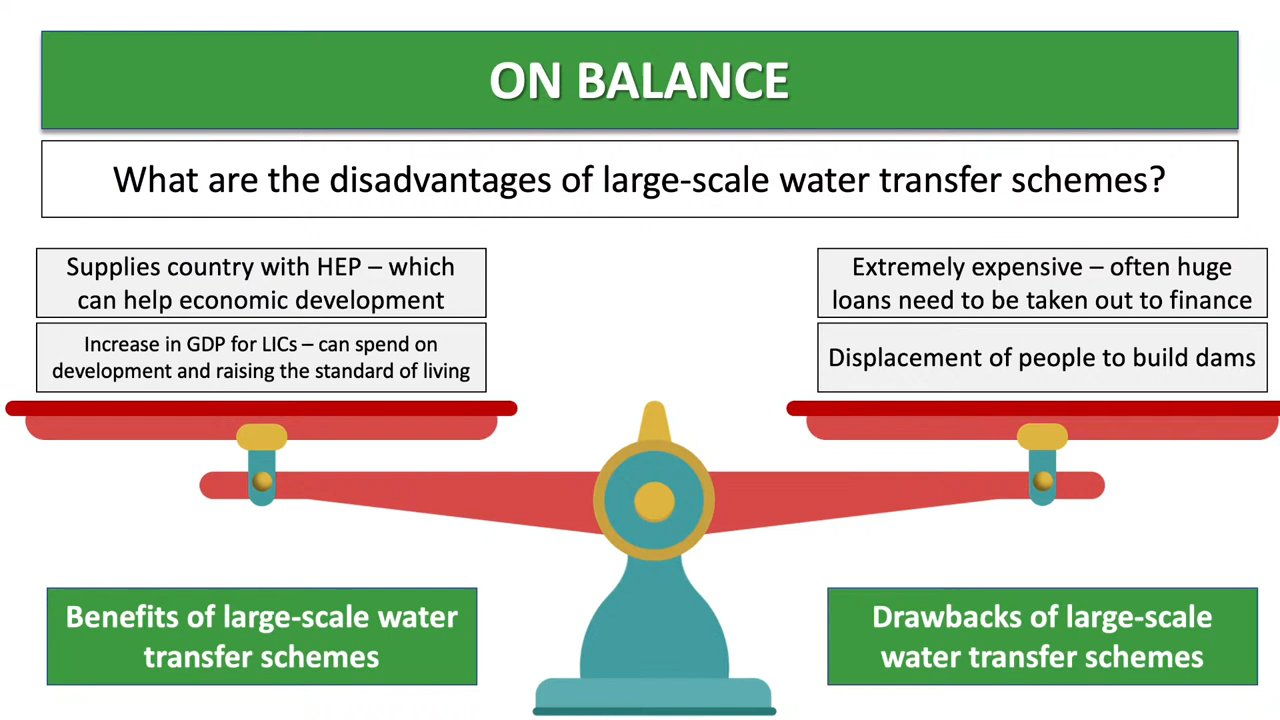 ON BALANCE
What are the disadvantages of large-scale water transfer schemes?
Supplies country with HEP – which
can help economic development
Increase in GDP for LICs – can spend on
development and raising the standard of living
Extremely expensive – often huge
loans need to be taken out to finance
Displacement of people to build dams
Benefits of large-scale water
transfer schemes
Drawbacks of large-scale
water transfer schemes